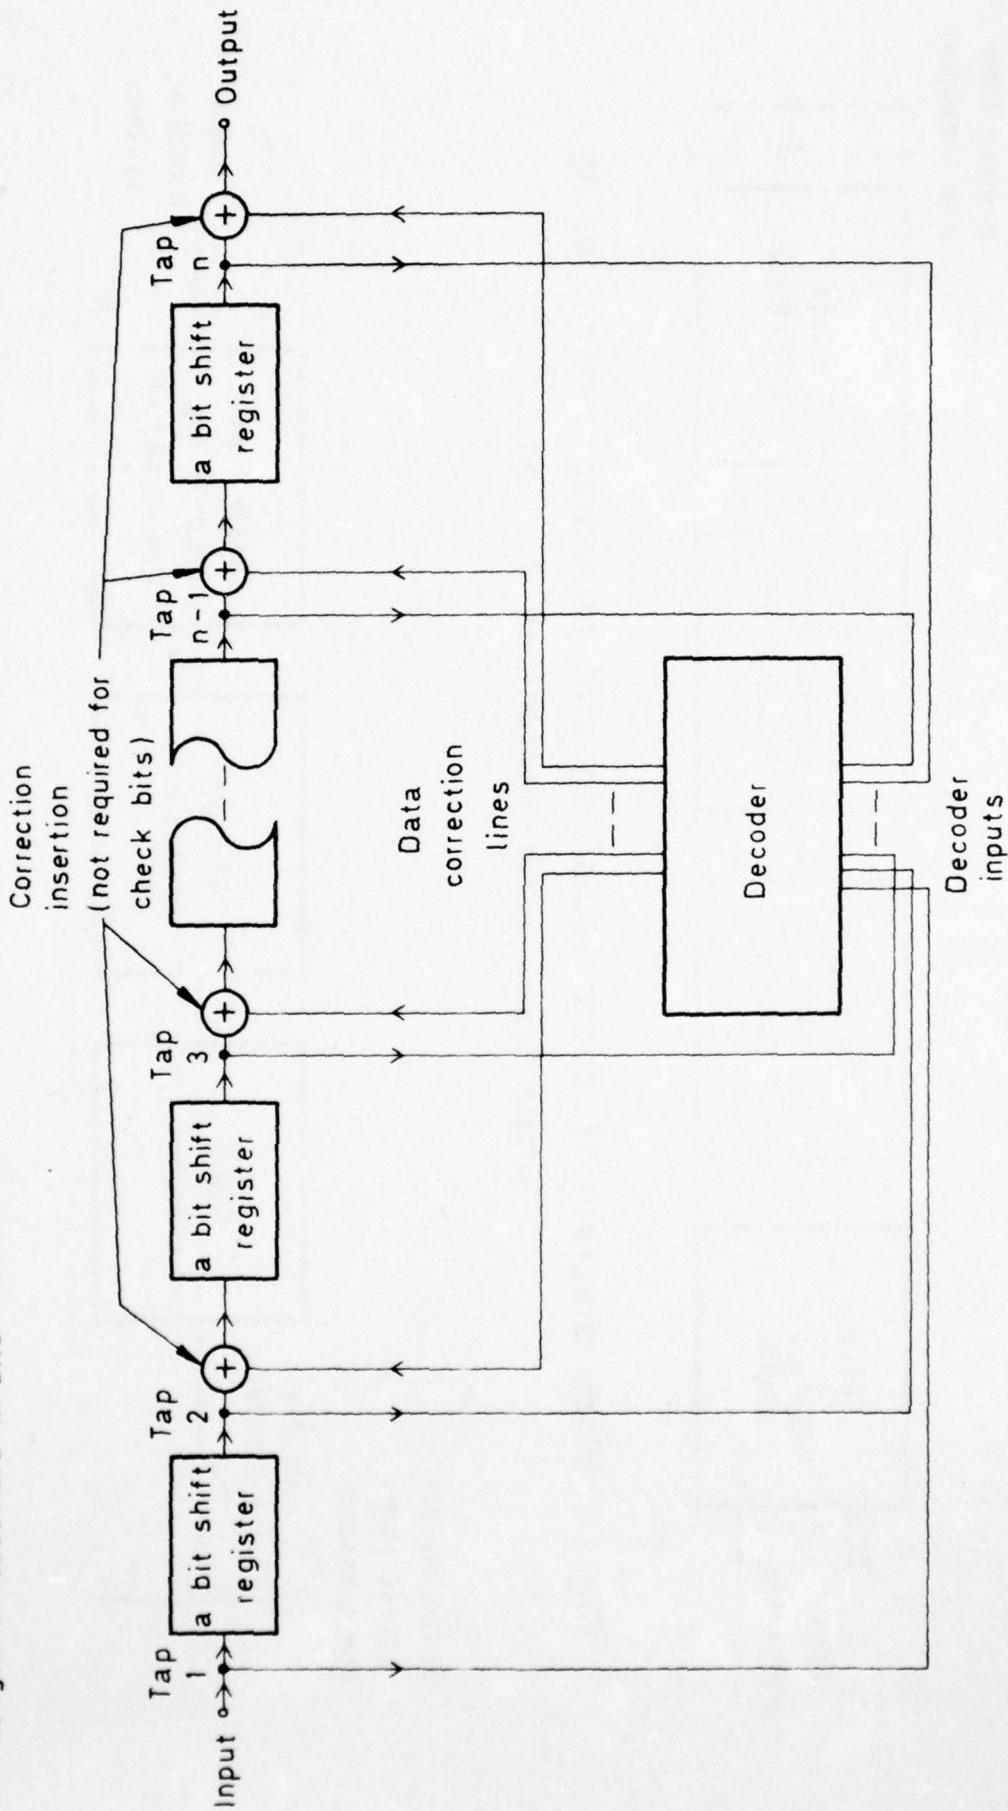 Correction
insertion
(not required for
check bits)
Tap
1
Tap
2
Tap
3
Tap
n-1
Tap
n
Input
a bit shift
register
a bit shift
register
a bit shift
register
Output
Data
correction
lines
Decoder
Decoder
inputs